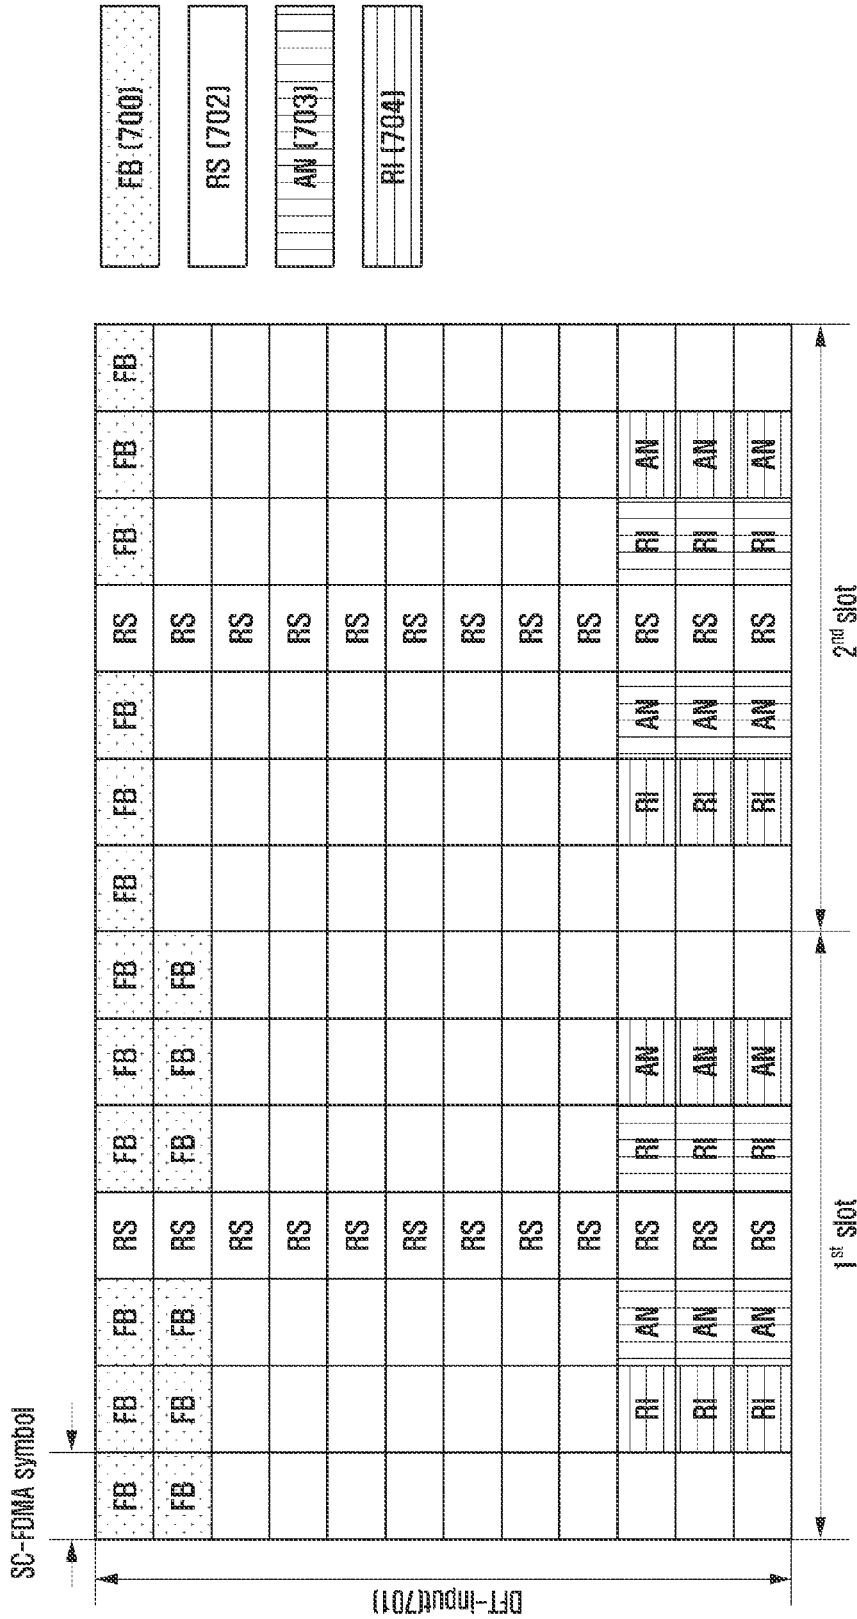 SC-FDMA symbol
FB FB FB RS FB FB FB FB FB FB RS FB FB FB
FB FB FB RS FB FB FB RS
RS RS
RS RS
RS RS
RS RS
RS RS
RS RS
RS RS
RI AN RS RI AN RI AN RS RI AN
RI AN RS RI AN RI AN RS RI AN
RI AN RS RI AN RI AN RS RI AN
DFT-input(701)
1st slot
2nd slot
FB (700)
RS (702)
AN (703)
RI (704)